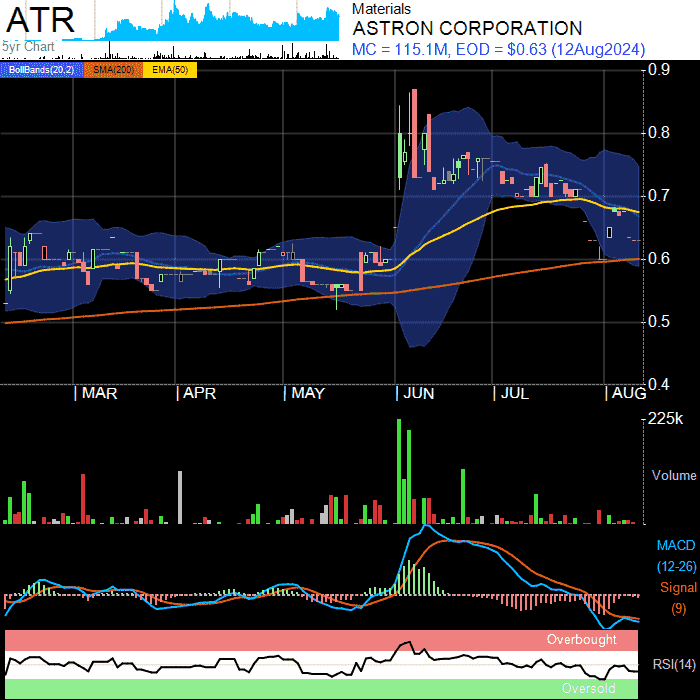 ATR
5yr Chart
Materials
ASTRON CORPORATION
MC = 115.1M, EOD = $0.63 (12Aug2024)
BollBands(20,2) SMA(200) EMA(50)
0.9
0.8
0.7
0.6
0.5
0.4
MAR APR MAY JUN JUL AUG
225k
Volume
MACD
(12-26)
Signal
(9)
Overbought
RSI(14)
Oversold